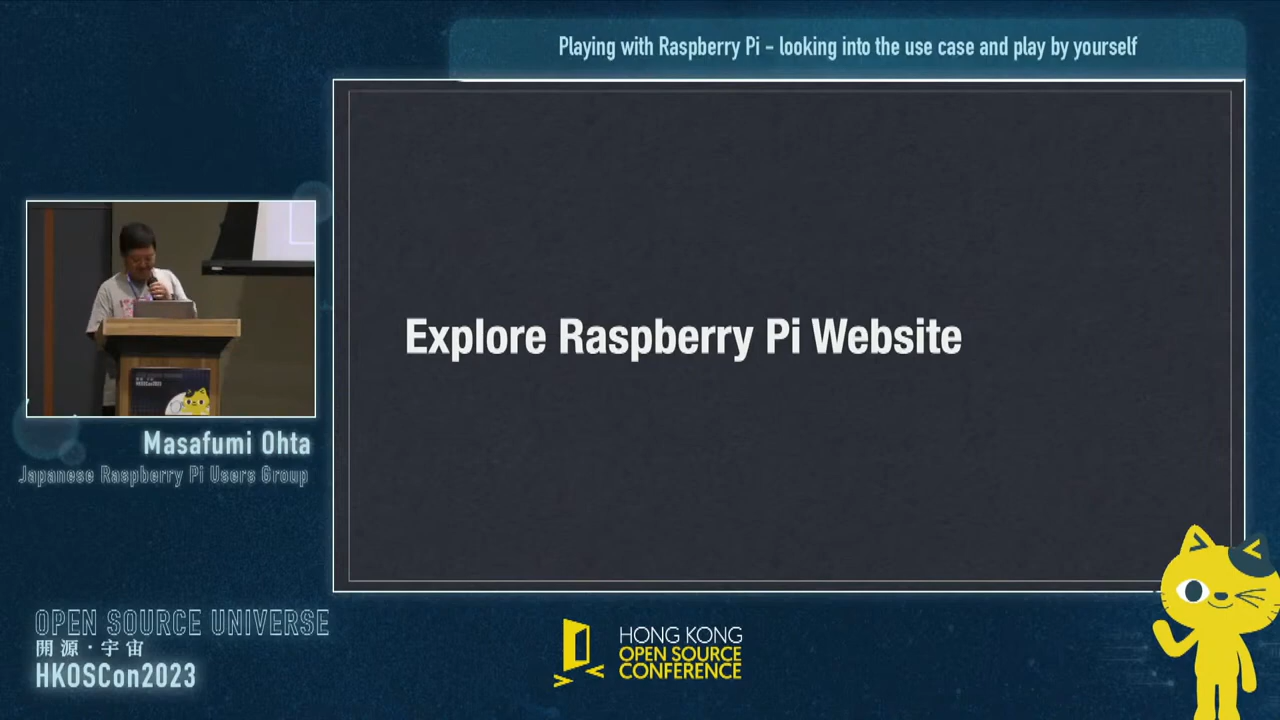 Playing with Raspberry Pi - looking into the use case and play by yourself
Explore Raspberry Pi Website
Masafumi Ohta
Japanese Raspberry Pi Users Group
OPEN SOURCE UNIVERSE
開源·宇宙
HKOSCon2023
HONG KONG
OPEN SOURCE
CONFERENCE